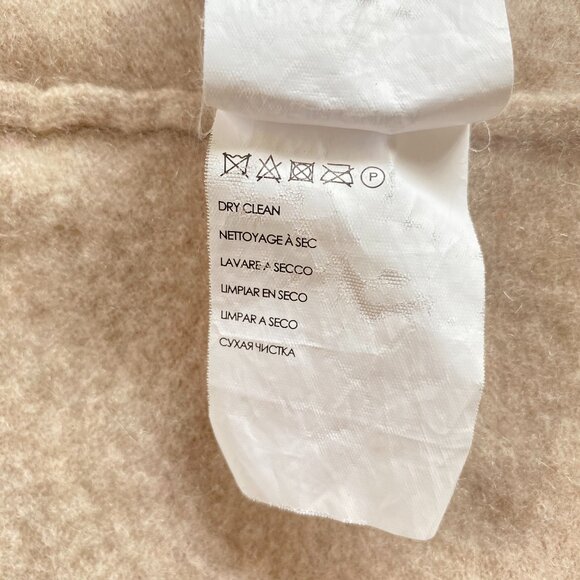 P
DRY CLEAN
NETTOYAGE À SEC
LAVARE A SECCO
LIMPIAR EN SECO
LIMPAR A SECO
СУХАЯ ЧИСТКА